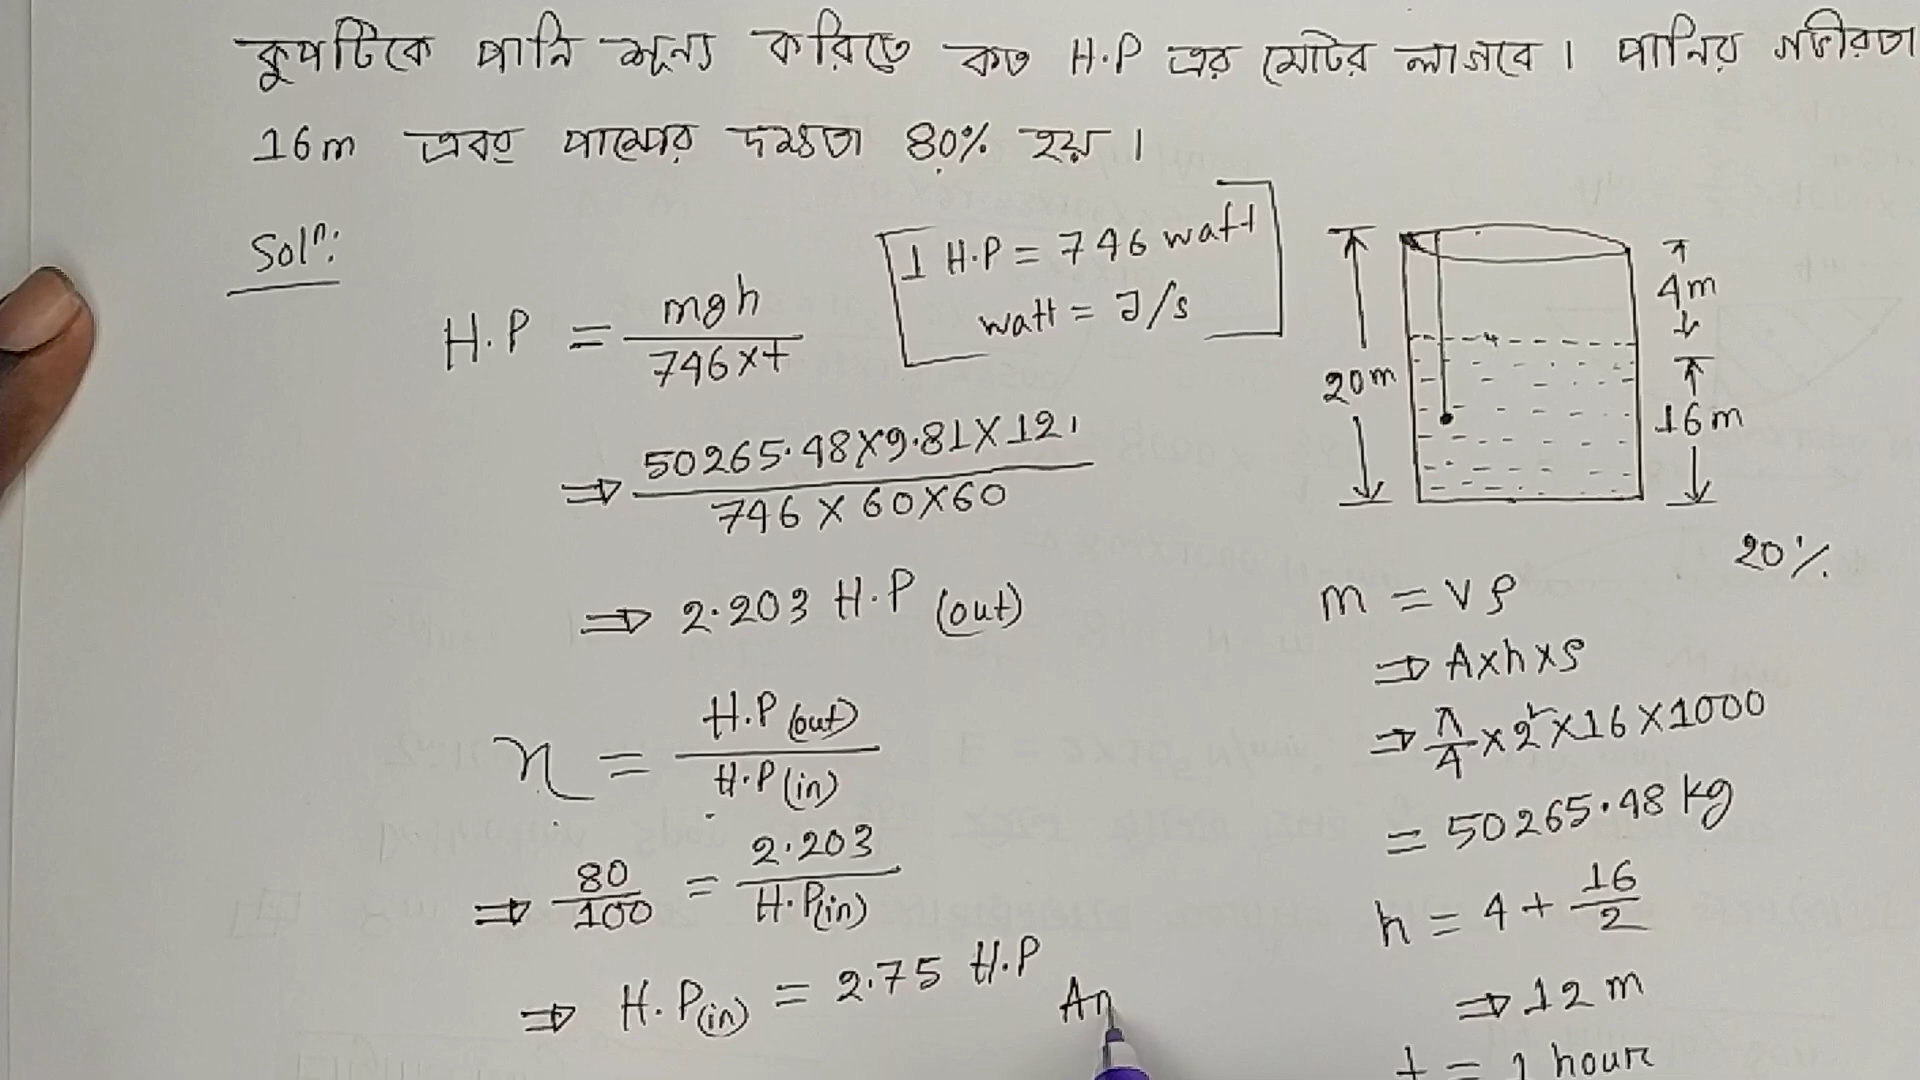 কুপটিকে পানি শূন্য করিতে কত H.P এর মোটর লাগবে । পানির গভীরতা
16m এবং পাম্পের দক্ষতা 80% হয় ।
Solⁿ:
1 H.P = 746 watt
watt = J/s
H.P = mgh / 746×t
⇒ 50265.48×9.81×12 / 746 × 60×60
⇒ 2.203 H.P (out)
η = H.P (out) / H.P (in)
⇒ 80/100 = 2.203 / H.P(in)
⇒ H.P(in) = 2.75 H.P An
20m
4m
16m
20%
m = vρ
⇒ A×h×ρ
⇒ π/4 × 2² × 16 × 1000
= 50265.48 kg
h = 4 + 16/2
⇒ 12 m
t = 1 hour